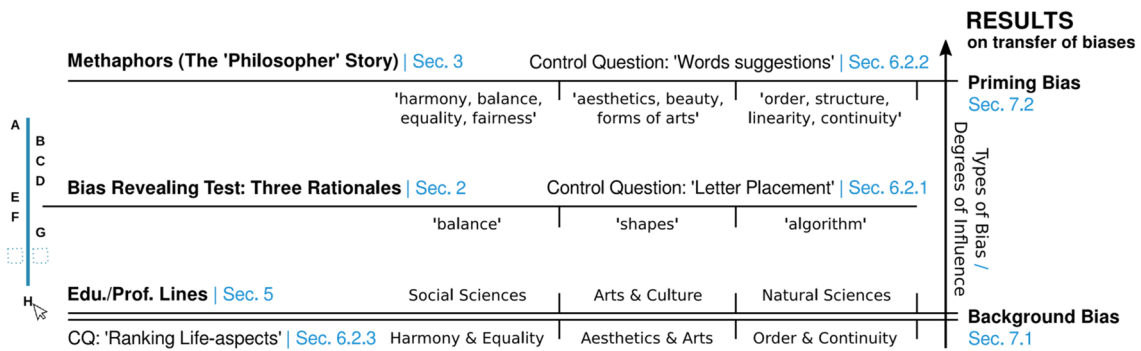 RESULTS
on transfer of biases
Methaphors (The 'Philosopher' Story) | Sec. 3
Control Question: 'Words suggestions' | Sec. 6.2.2
Priming Bias
Sec. 7.2
'harmony, balance,
equality, fairness'
'aesthetics, beauty,
forms of arts'
'order, structure,
linearity, continuity'
A
B
C
D
E
F
G
H
Bias Revealing Test: Three Rationales | Sec. 2
Control Question: 'Letter Placement' | Sec. 6.2.1
'balance'
'shapes'
'algorithm'
Types of Bias /
Degrees of Influence
Edu./Prof. Lines | Sec. 5
Social Sciences
Arts & Culture
Natural Sciences
Background Bias
Sec. 7.1
CQ: 'Ranking Life-aspects' | Sec. 6.2.3
Harmony & Equality
Aesthetics & Arts
Order & Continuity